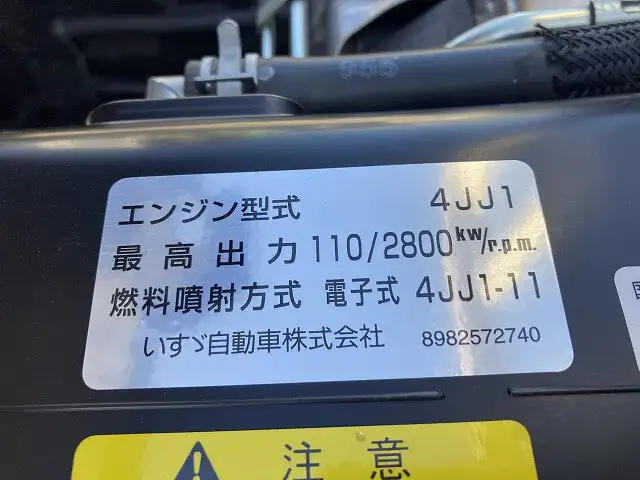 955
エンジン型式 4JJ1
最高出力 110/2800 kw/r.p.m.
燃料噴射方式 電子式 4JJ1-11
いすゞ自動車株式会社 8982572740
注意